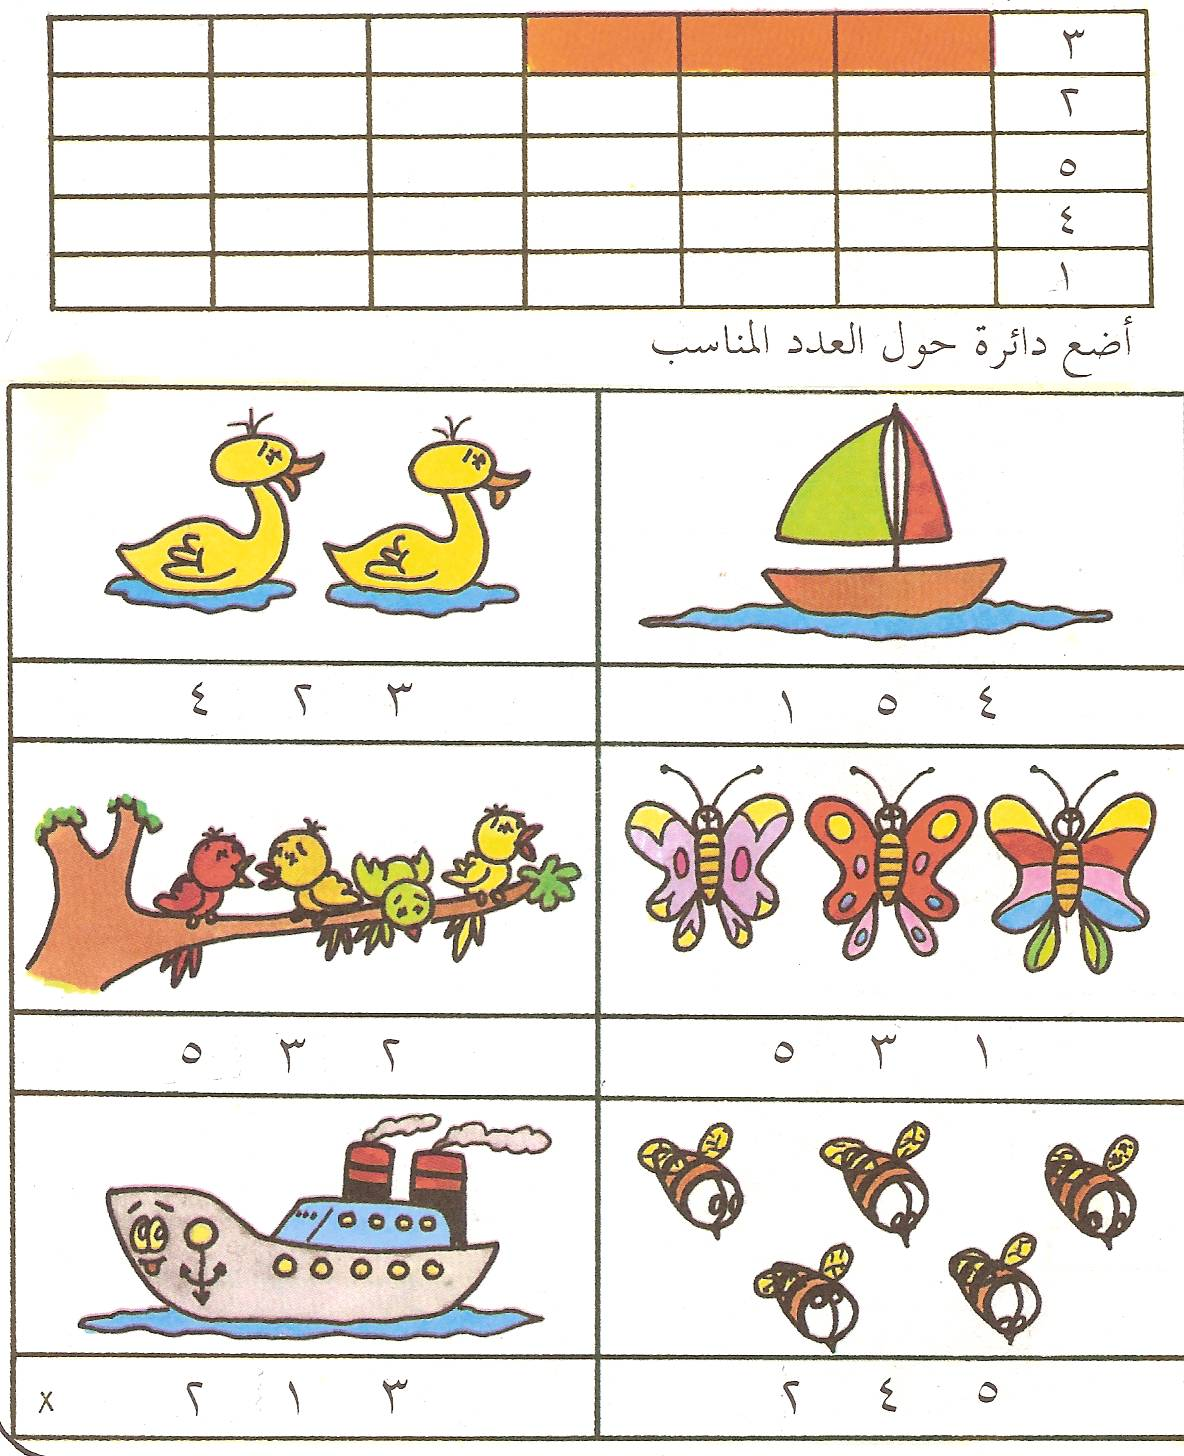 ٣
٢
٥
٤
١
أضع دائرة حول العدد المناسب
٤ ٥ ١
٣ ٢ ٤
١ ٣ ٥
٢ ٣ ٥
٥ ٤ ٢
٣ ١ ٢ x